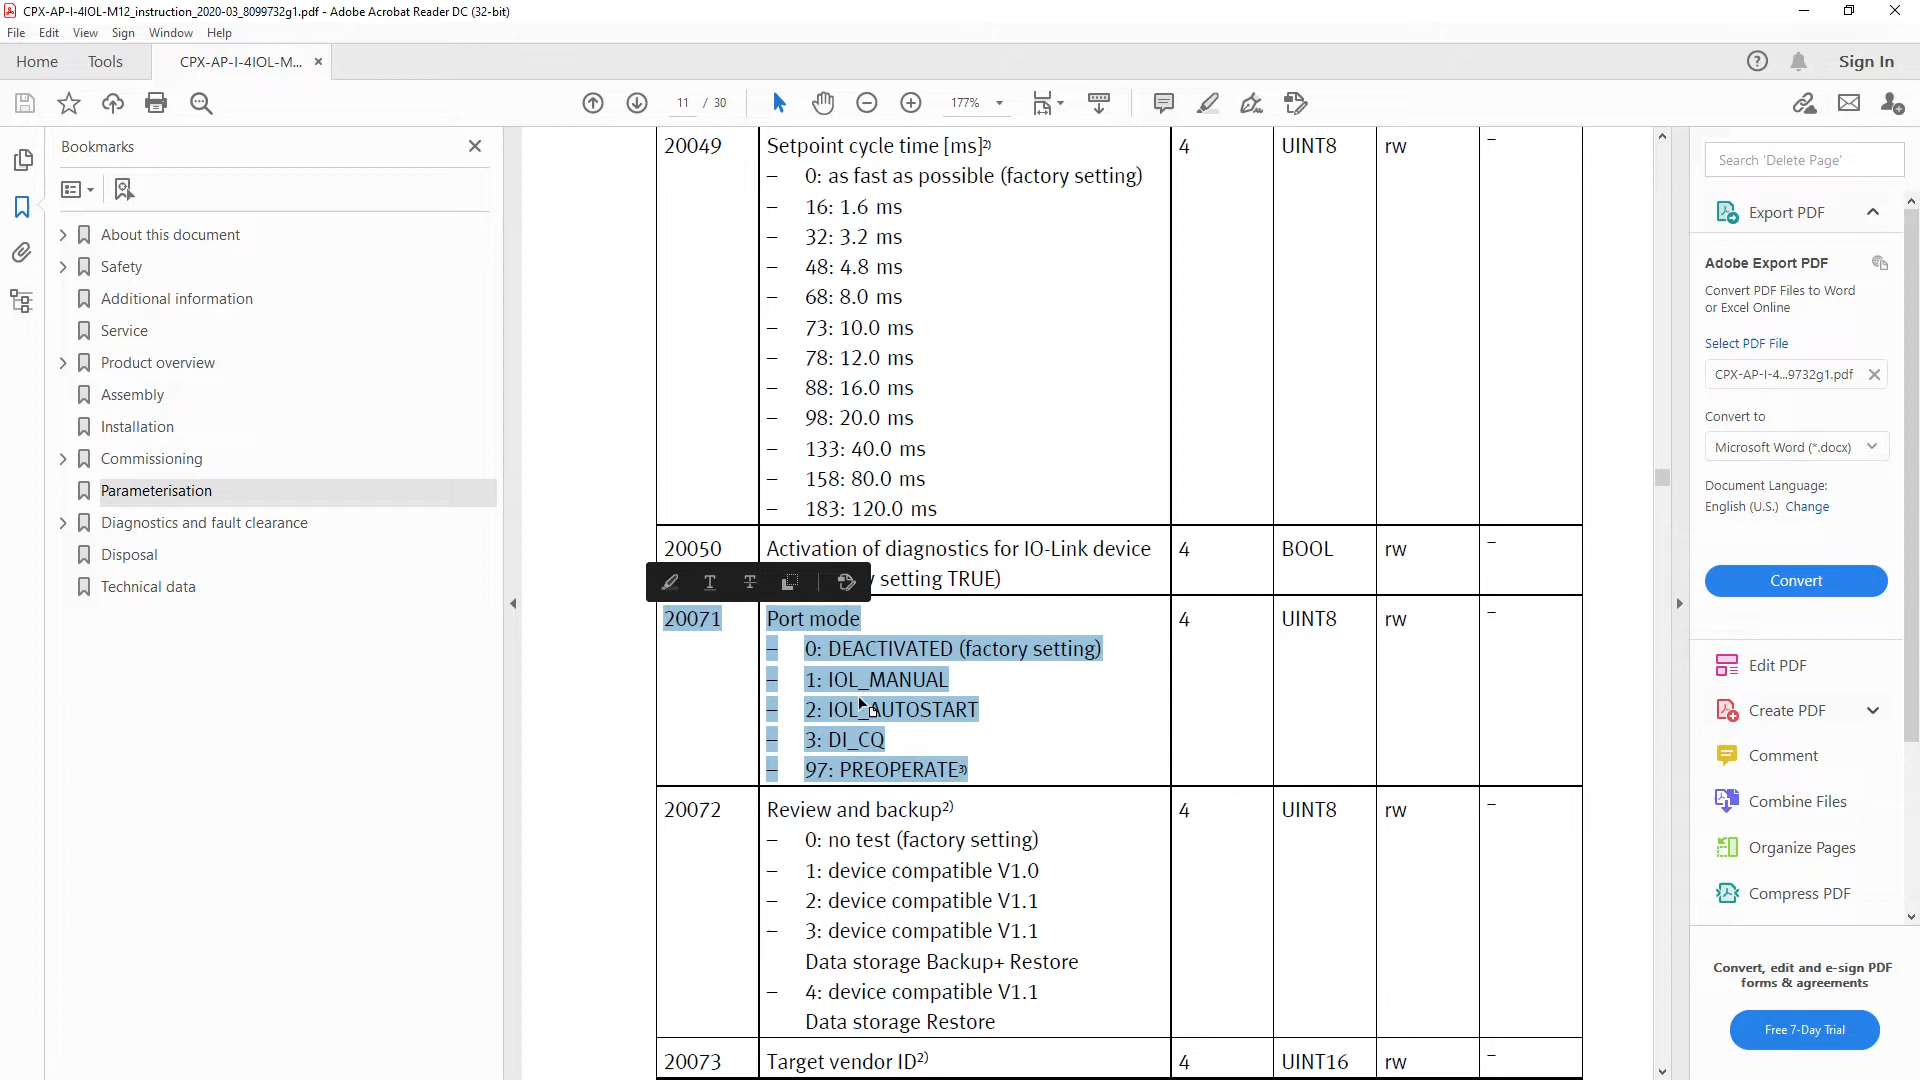 CPX-AP-I-4IOL-M12_instruction_2020-03_8099732g1.pdf - Adobe Acrobat Reader DC (32-bit)
File Edit View Sign Window Help
Home Tools CPX-AP-I-4IOL-M... × Sign In
11 / 30 177%
Bookmarks
About this document
Safety
Additional information
Service
Product overview
Assembly
Installation
Commissioning
Parameterisation
Diagnostics and fault clearance
Disposal
Technical data
20049 Setpoint cycle time [ms]2) 4 UINT8 rw –
– 0: as fast as possible (factory setting)
– 16: 1.6 ms
– 32: 3.2 ms
– 48: 4.8 ms
– 68: 8.0 ms
– 73: 10.0 ms
– 78: 12.0 ms
– 88: 16.0 ms
– 98: 20.0 ms
– 133: 40.0 ms
– 158: 80.0 ms
– 183: 120.0 ms
20050 Activation of diagnostics for IO-Link device 4 BOOL rw –
setting TRUE)
20071 Port mode 4 UINT8 rw –
– 0: DEACTIVATED (factory setting)
– 1: IOL_MANUAL
– 2: IOL_AUTOSTART
– 3: DI_CQ
– 97: PREOPERATE3)
20072 Review and backup2) 4 UINT8 rw –
– 0: no test (factory setting)
– 1: device compatible V1.0
– 2: device compatible V1.1
– 3: device compatible V1.1
Data storage Backup+ Restore
– 4: device compatible V1.1
Data storage Restore
20073 Target vendor ID2) 4 UINT16 rw –
Search 'Delete Page'
Export PDF
Adobe Export PDF
Convert PDF Files to Word
or Excel Online
Select PDF File
CPX-AP-I-4...9732g1.pdf
Convert to
Microsoft Word (*.docx)
Document Language:
English (U.S.) Change
Convert
Edit PDF
Create PDF
Comment
Combine Files
Organize Pages
Compress PDF
Convert, edit and e-sign PDF
forms & agreements
Free 7-Day Trial